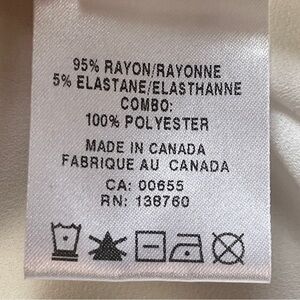 95% RAYON/RAYONNE
5% ELASTANE/ELASTHANNE
COMBO:
100% POLYESTER
MADE IN CANADA
FABRIQUE AU CANADA
CA: 00655
RN: 138760